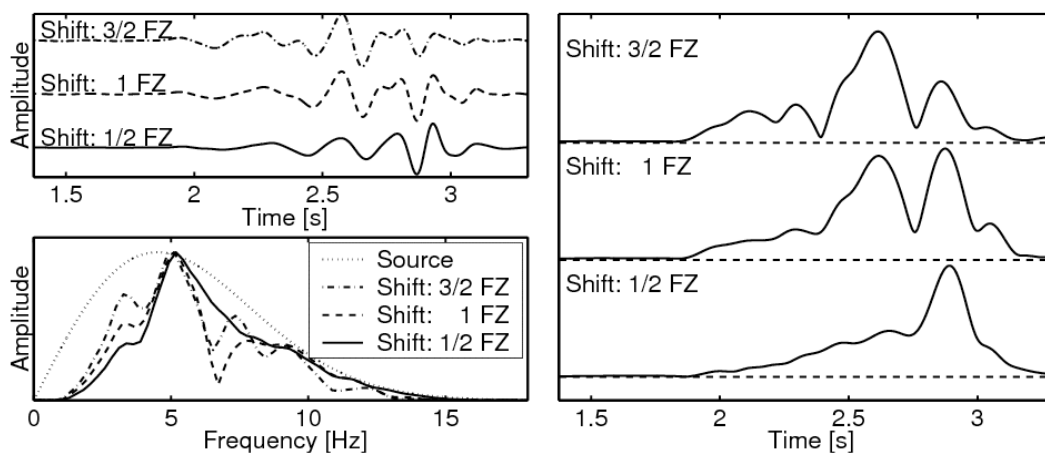 Amplitude
Shift: 3/2 FZ
Shift: 1 FZ
Shift: 1/2 FZ
1.5 2 2.5 3
Time [s]
Amplitude
Source
Shift: 3/2 FZ
Shift: 1 FZ
Shift: 1/2 FZ
0 5 10 15
Frequency [Hz]
Shift: 3/2 FZ
Shift: 1 FZ
Shift: 1/2 FZ
1.5 2 2.5 3
Time [s]